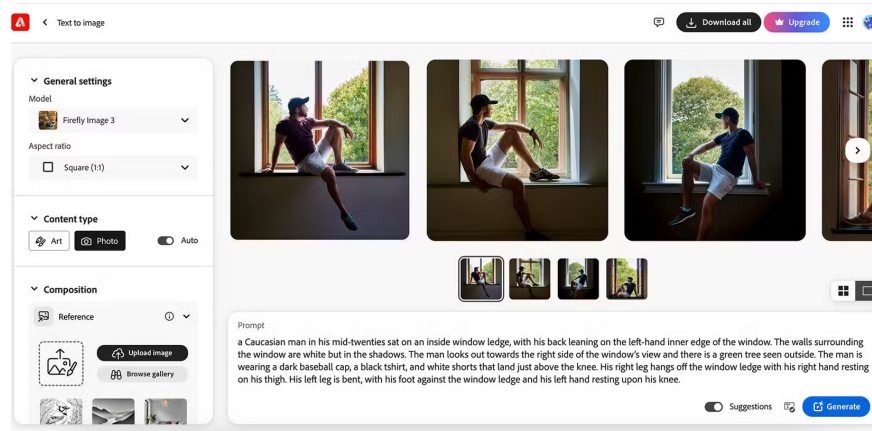 Text to image
Download all
Upgrade
General settings
Model
Firefly Image 3
Aspect ratio
Square (1:1)
Content type
Art
Photo
Auto
Composition
Reference
Upload image
Browse gallery
Prompt
a Caucasian man in his mid-twenties sat on an inside window ledge, with his back leaning on the left-hand inner edge of the window. The walls surrounding
the window are white but in the shadows. The man looks out towards the right side of the window's view and there is a green tree seen outside. The man is
wearing a dark baseball cap, a black tshirt, and white shorts that land just above the knee. His right leg hangs off the window ledge with his right hand resting
on his thigh. His left leg is bent, with his foot against the window ledge and his left hand resting upon his knee.
Suggestions
Generate